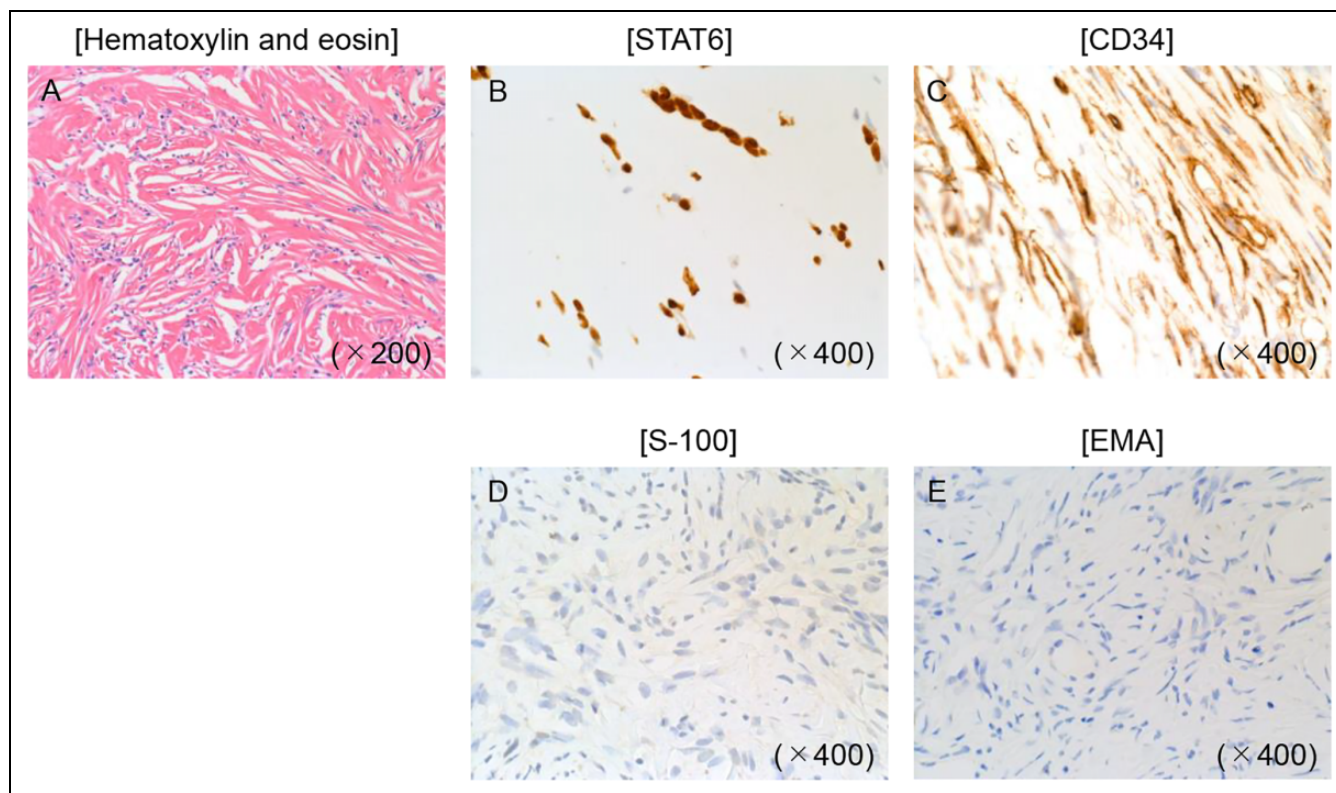 [Hematoxylin and eosin]
[STAT6]
[CD34]
A
B
C
(×200)
(×400)
(×400)
[S-100]
[EMA]
D
E
(×400)
(×400)